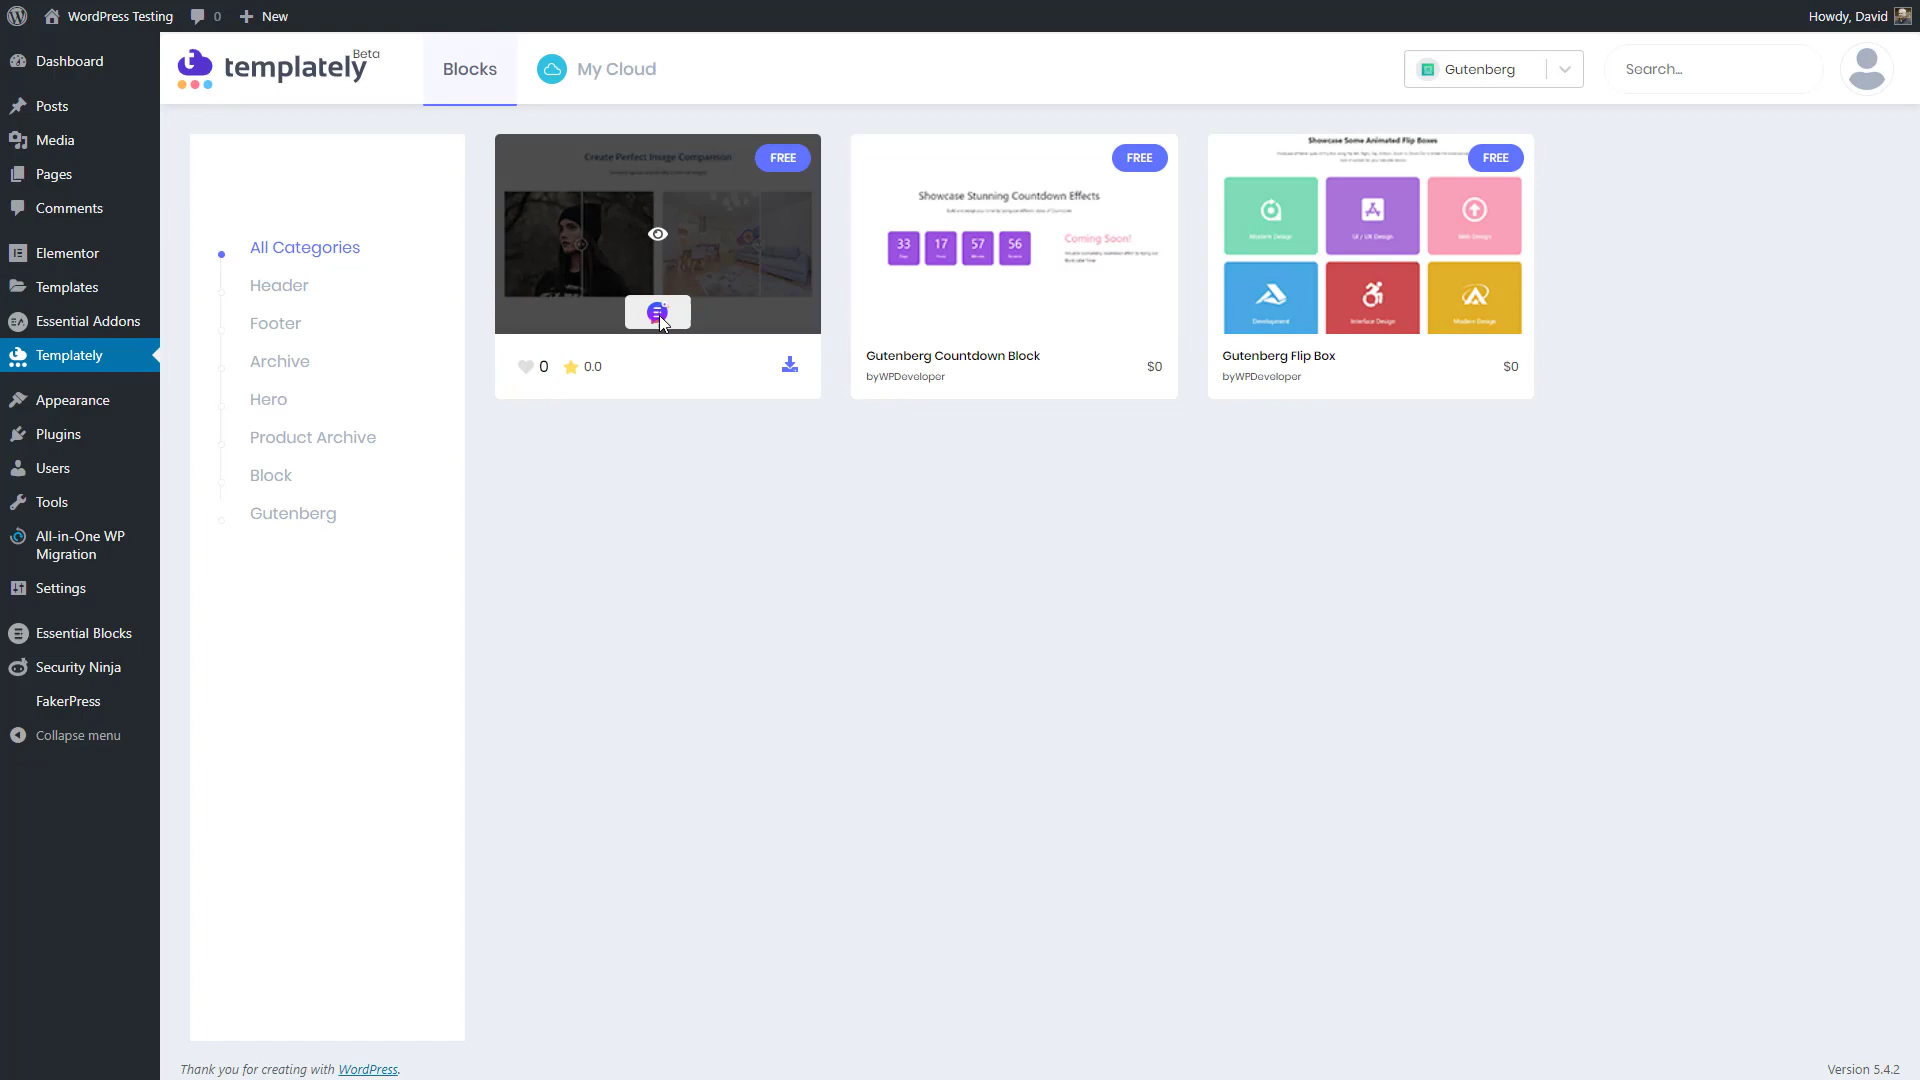 WordPress Testing
0
New
Howdy, David
Dashboard
Posts
Media
Pages
Comments
Elementor
Templates
Essential Addons
Templately
Appearance
Plugins
Users
Tools
All-in-One WP
Migration
Settings
Essential Blocks
Security Ninja
FakerPress
Collapse menu
templately
Beta
Blocks
My Cloud
Gutenberg
Search...
All Categories
Header
Footer
Archive
Hero
Product Archive
Block
Gutenberg
Create Perfect Image Comparison
FREE
0
0.0
FREE
Showcase Stunning Countdown Effects
33
17
57
56
Coming Soon!
Gutenberg Countdown Block
byWPDeveloper
$0
Showcase Some Animated Flip Boxes
FREE
Modern Design
UI / UX Design
Web Design
Development
Interface Design
Modern Design
Gutenberg Flip Box
byWPDeveloper
$0
Thank you for creating with WordPress.
Version 5.4.2